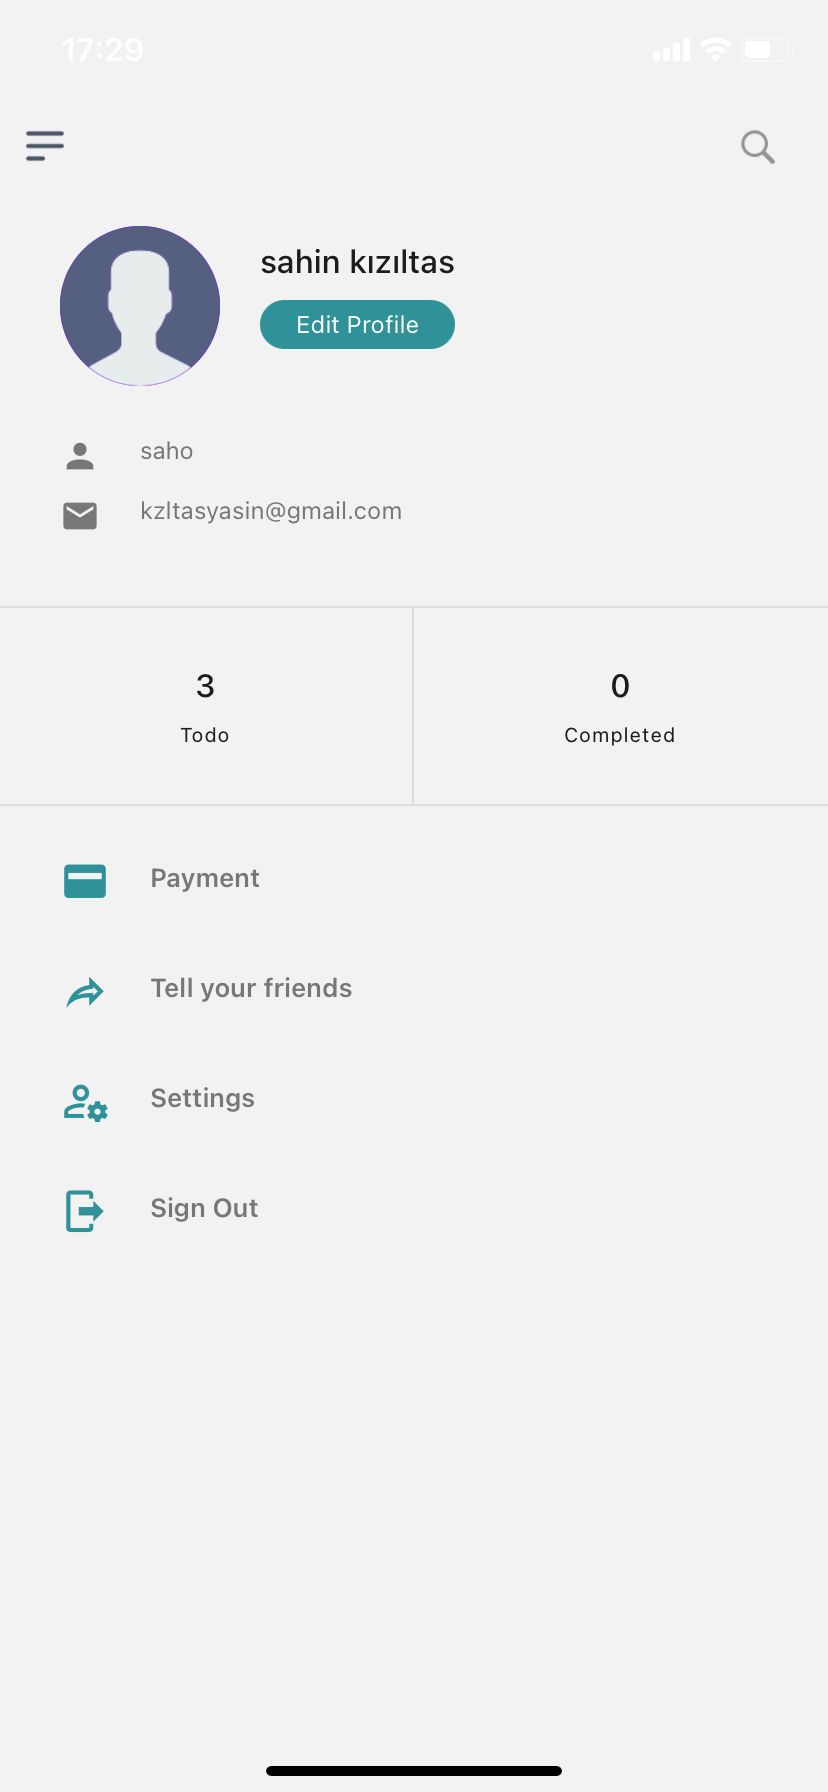 17:29
sahin kızıltas
Edit Profile
saho
kzltasyasin@gmail.com
3
Todo
0
Completed
Payment
Tell your friends
Settings
Sign Out